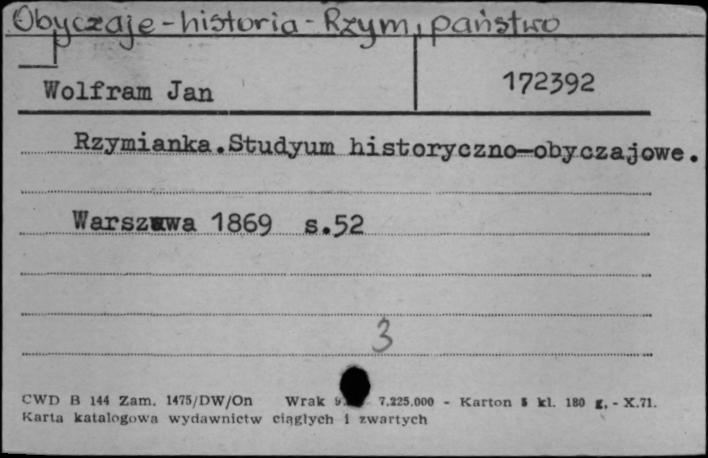 Obyczaje - historia - Rzym, państwo
Wolfram Jan 172392
Rzymianka. Studyum historyczno-obyczajowe.
Warszawa 1869 s.52
3
CWD B 144 Zam. 1475/DW/On Wrak 7.225.000 - Karton 5 kl. 180 g, - X.71.
Karta katalogowa wydawnictw ciągłych i zwartych